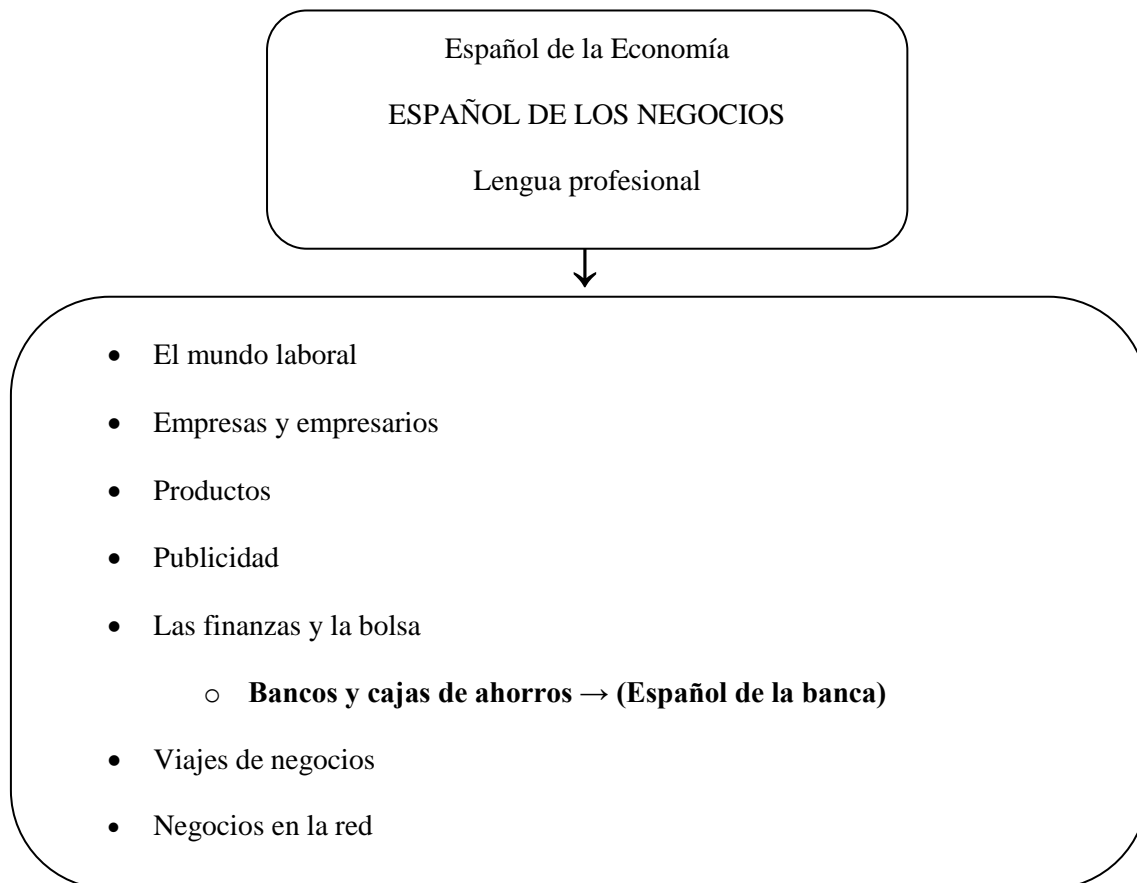 Español de la Economía
ESPAÑOL DE LOS NEGOCIOS
Lengua profesional
• El mundo laboral
• Empresas y empresarios
• Productos
• Publicidad
• Las finanzas y la bolsa
o Bancos y cajas de ahorros → (Español de la banca)
• Viajes de negocios
• Negocios en la red